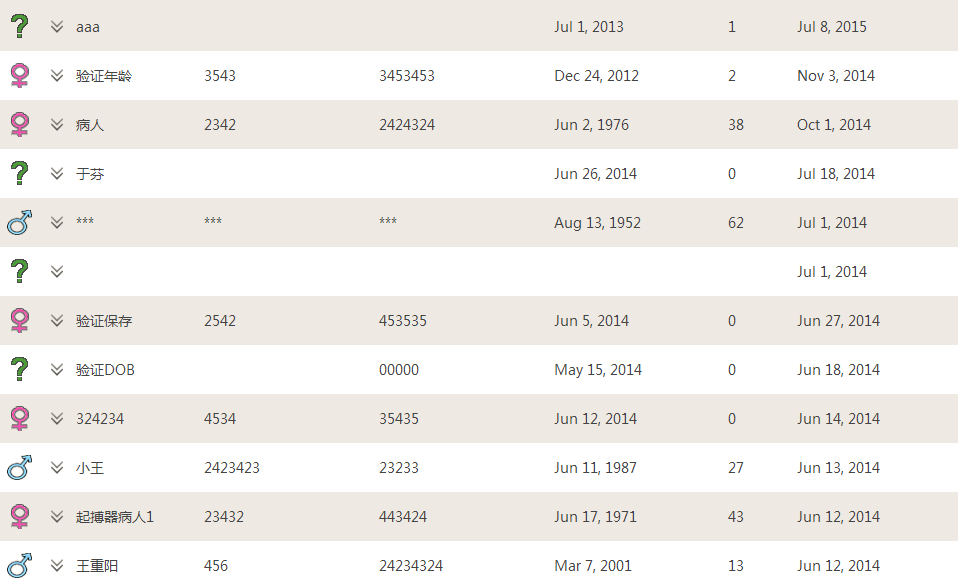 aaa Jul 1, 2013 1 Jul 8, 2015
验证年龄 3543 3453453 Dec 24, 2012 2 Nov 3, 2014
病人 2342 2424324 Jun 2, 1976 38 Oct 1, 2014
于芬 Jun 26, 2014 0 Jul 18, 2014
*** *** *** Aug 13, 1952 62 Jul 1, 2014
Jul 1, 2014
验证保存 2542 453535 Jun 5, 2014 0 Jun 27, 2014
验证DOB 00000 May 15, 2014 0 Jun 18, 2014
324234 4534 35435 Jun 12, 2014 0 Jun 14, 2014
小王 2423423 23233 Jun 11, 1987 27 Jun 13, 2014
起搏器病人1 23432 443424 Jun 17, 1971 43 Jun 12, 2014
王重阳 456 24234324 Mar 7, 2001 13 Jun 12, 2014